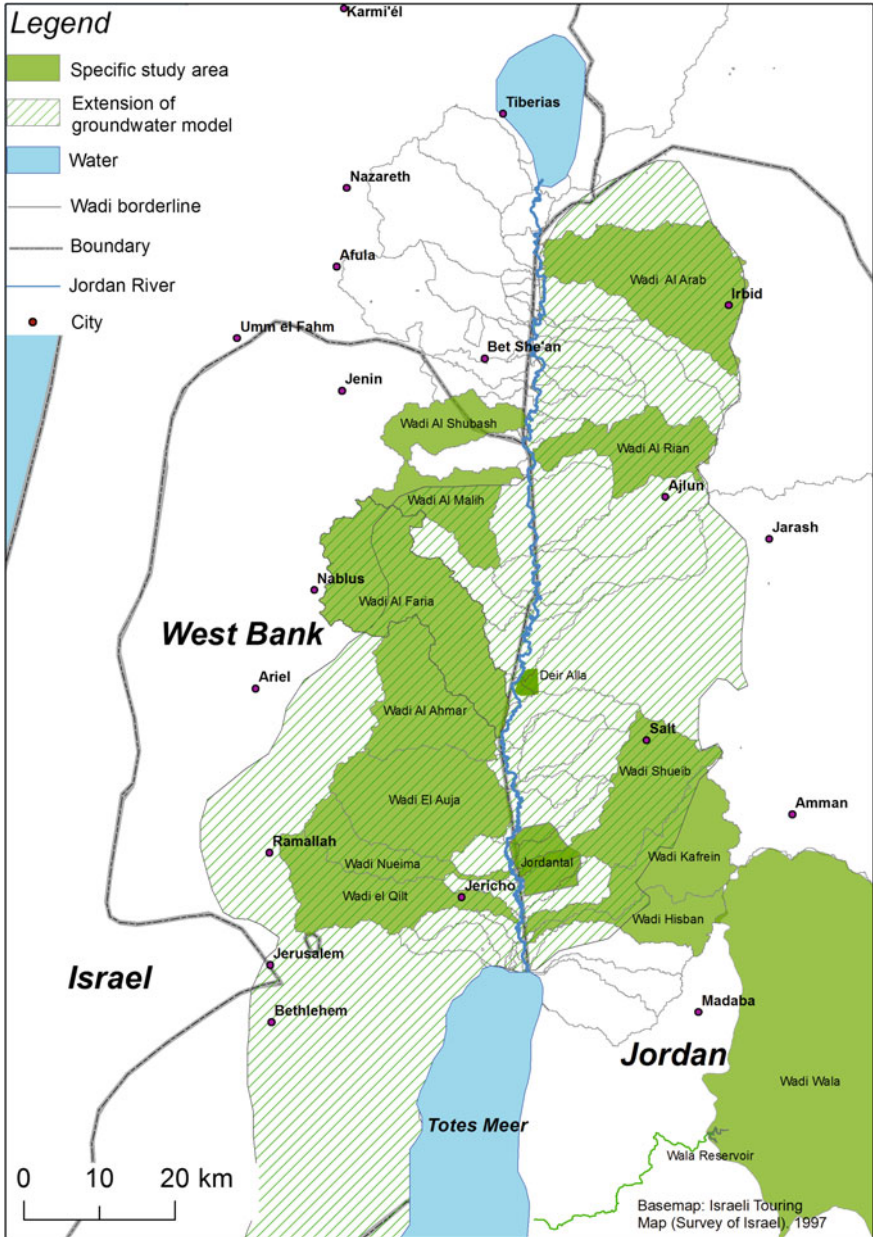 Legend
Specific study area
Extension of
groundwater model
Water
Wadi borderline
Boundary
Jordan River
City
Karmi'él
Tiberias
Nazareth
Afula
Umm el Fahm
Bet She'an
Jenin
Wadi Al Arab
Irbid
Wadi Al Shubash
Wadi Al Rian
Wadi Al Malih
Ajlun
Jarash
Nablus
Wadi Al Faria
West Bank
Ariel
Deir Alla
Wadi Al Ahmar
Salt
Wadi Shueib
Wadi El Auja
Amman
Ramallah
Wadi Nueima
Jordantal
Wadi Kafrein
Jericho
Wadi el Qilt
Wadi Hisban
Jerusalem
Israel
Bethlehem
Madaba
Jordan
Wadi Wala
Totes Meer
Wala Reservoir
0 10 20 km
Basemap: Israeli Touring
Map (Survey of Israel), 1997